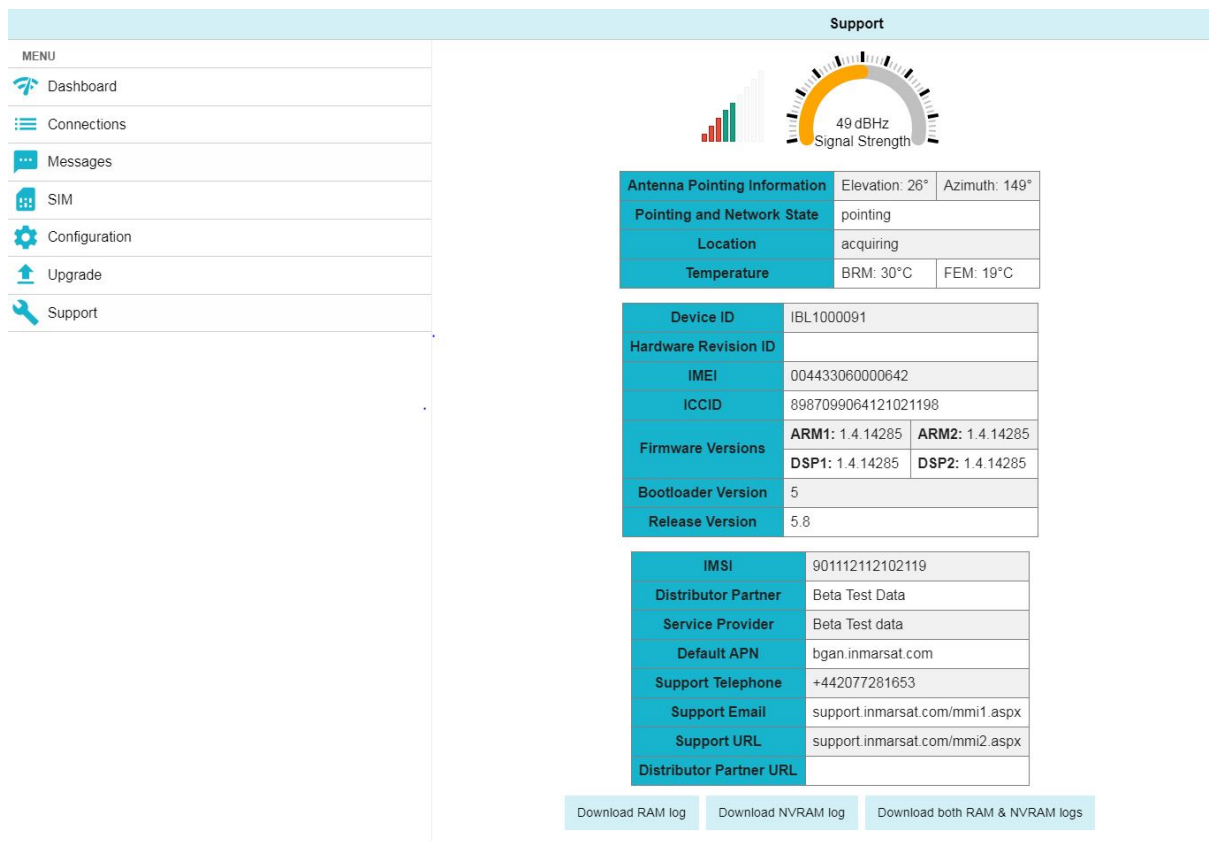 Support
MENU
Dashboard
Connections
Messages
SIM
Configuration
Upgrade
Support
49 dBHz
Signal Strength
Antenna Pointing Information Elevation: 26° Azimuth: 149°
Pointing and Network State pointing
Location acquiring
Temperature BRM: 30°C FEM: 19°C
Device ID IBL1000091
Hardware Revision ID
IMEI 004433060000642
ICCID 8987099064121021198
Firmware Versions ARM1: 1.4.14285 ARM2: 1.4.14285
DSP1: 1.4.14285 DSP2: 1.4.14285
Bootloader Version 5
Release Version 5.8
IMSI 901112112102119
Distributor Partner Beta Test Data
Service Provider Beta Test data
Default APN bgan.inmarsat.com
Support Telephone +442077281653
Support Email support.inmarsat.com/mmi1.aspx
Support URL support.inmarsat.com/mmi2.aspx
Distributor Partner URL
Download RAM log Download NVRAM log Download both RAM & NVRAM logs